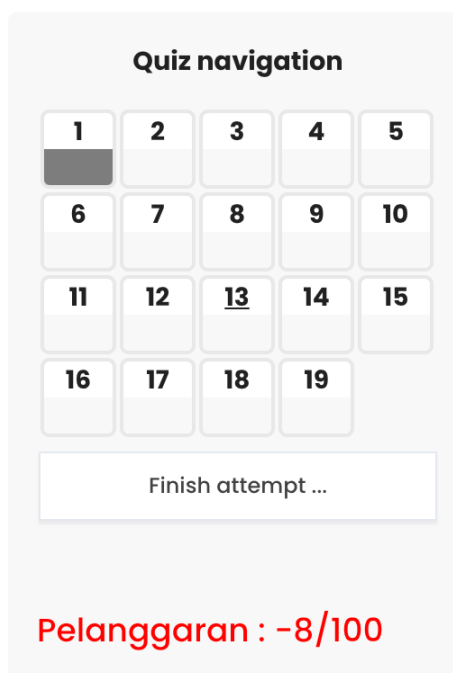 Quiz navigation
1 2 3 4 5
6 7 8 9 10
11 12 13 14 15
16 17 18 19
Finish attempt ...
Pelanggaran : -8/100